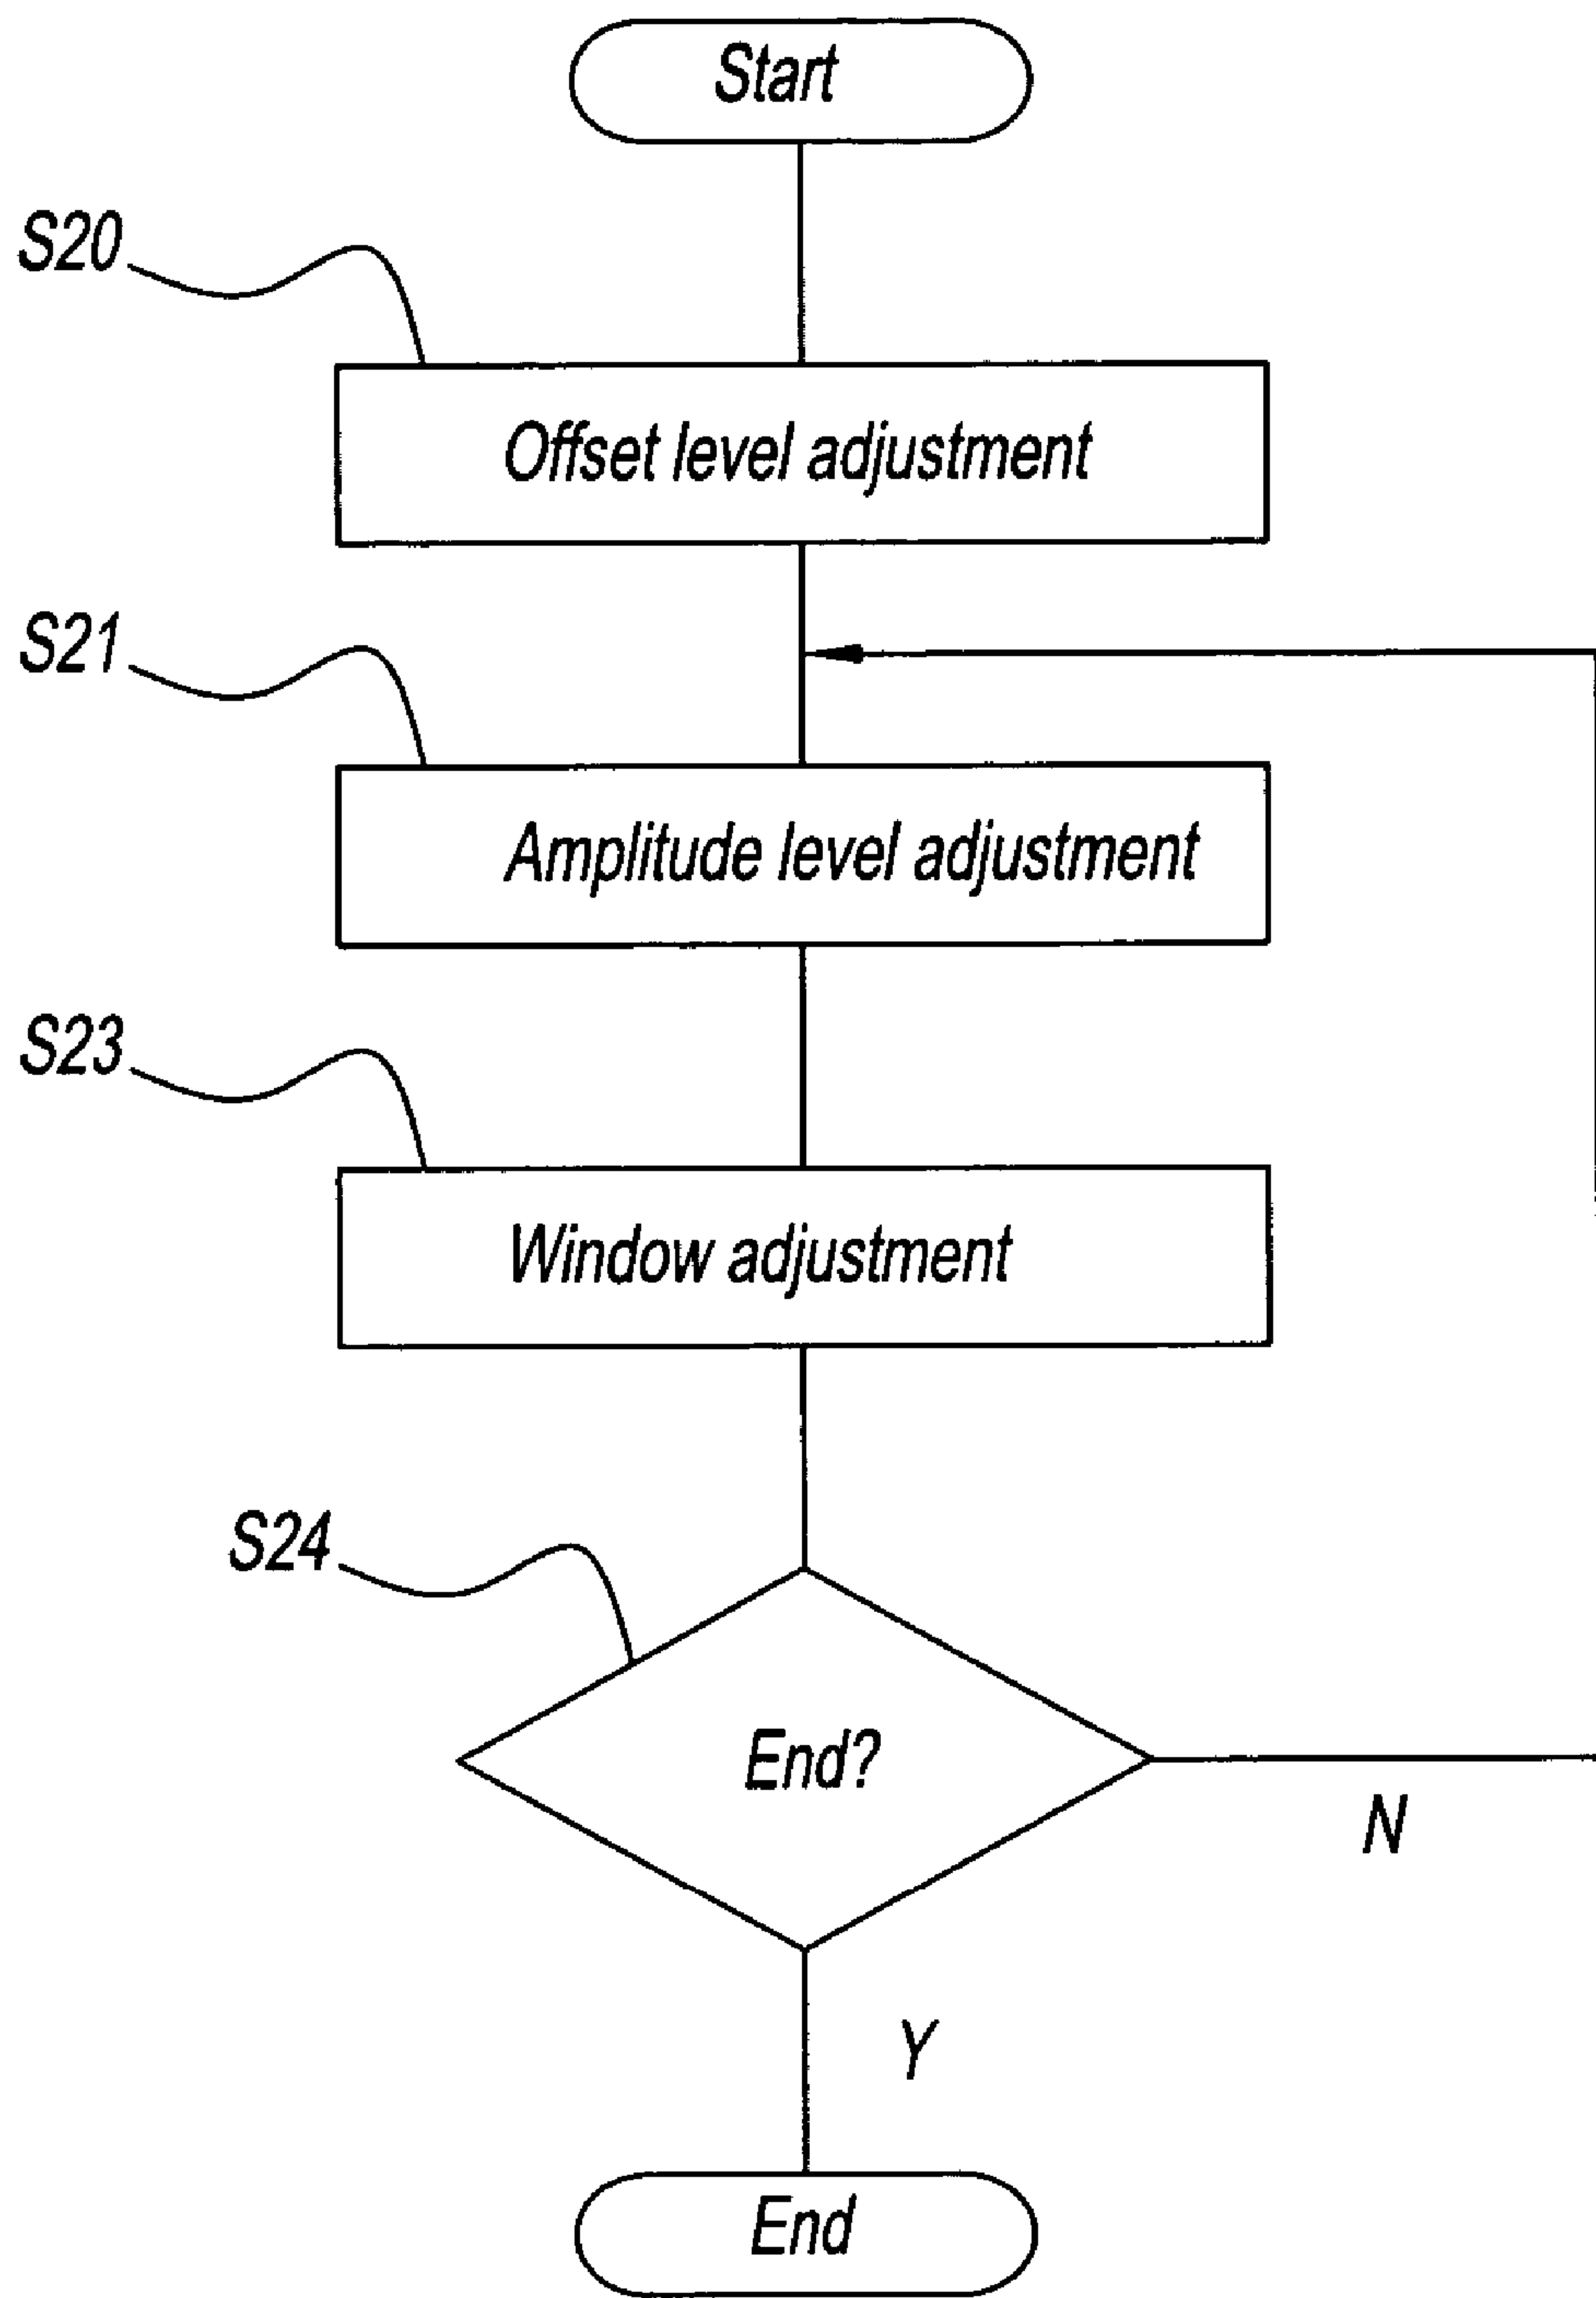 Start
S20
Offset level adjustment
S21
Amplitude level adjustment
S23
Window adjustment
S24
End?
N
Y
End